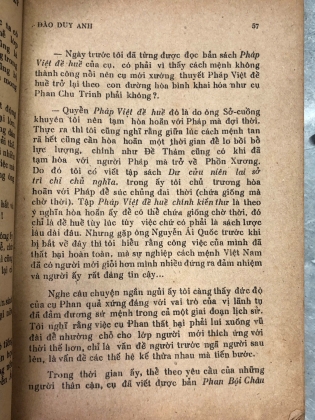 ĐÀO DUY ANH 57
— Ngày trước tôi đã từng được đọc bản sách Pháp
Việt đề huề của cụ, có phải vì thấy cách mệnh không
thành công nổi nên cụ mới xướng thuyết Pháp Việt đề
huề trở lại theo con đường hòa bình khai hóa như cụ
Phan Chu Trinh phải không?.
— Quyển Pháp Việt đề huề đó là do ông Sở-cuồng
khuyên tôi nên tạm hòa hoãn với Pháp mà đợi thời.
Thực ra thì tôi cũng nghĩ rằng giữa lúc cách mệnh tan
rã hết cũng cần hòa hoãn một thời gian để lo bồi bổ
lực lượng, chính như Đề Thám cũng có khi đã
tạm hòa với người Pháp mà trở về Phồn Xương.
Do đó tôi có viết tập sách Dư cửu niên lai sở
trì chi chủ nghĩa, trong ấy tôi chủ trương hòa
hoãn với Pháp để súc chủng đai thời (chứa giống mà
chờ thời). Tập Pháp Việt đề huề chính kiến thư là theo
ý nghĩa hòa hoãn ấy để có thể chứa giống chờ thời, đó
chỉ là đề huề tùy lúc tùy việc chứ có phải là sách lược
lâu dài đâu. Nhưng gặp ông Nguyễn Ái Quốc trước khi
bị bắt về đây thì tôi hiểu rằng công việc của mình đã
thất bại hoàn toàn, mà sự nghiệp cách mệnh Việt Nam
đã có người mới giỏi hơn mình nhiều đứng ra đảm nhiệm
và người ấy rất đáng tin cậy...
Nghe câu chuyện ngắn ngủi ấy tôi càng thấy đức độ
của cụ Phan quả xứng đáng với vai trò của vị lãnh tụ
đã đảm đương sứ mệnh trong cả một giai đoạn lịch sử.
Tôi nghĩ rằng việc cụ Phan thất bại phải lui xuống vũ
đài để nhường chỗ cho lớp người mới thích ứng với
thời thế hơn, chỉ là vấn đề người trước ngã người sau
lên, là vấn đề các thế hệ kế thừa nhau mà tiến bước.
Trong thời gian ấy, thể theo yêu cầu của những
người thân cận, cụ đã viết được bản Phan Bội Châu